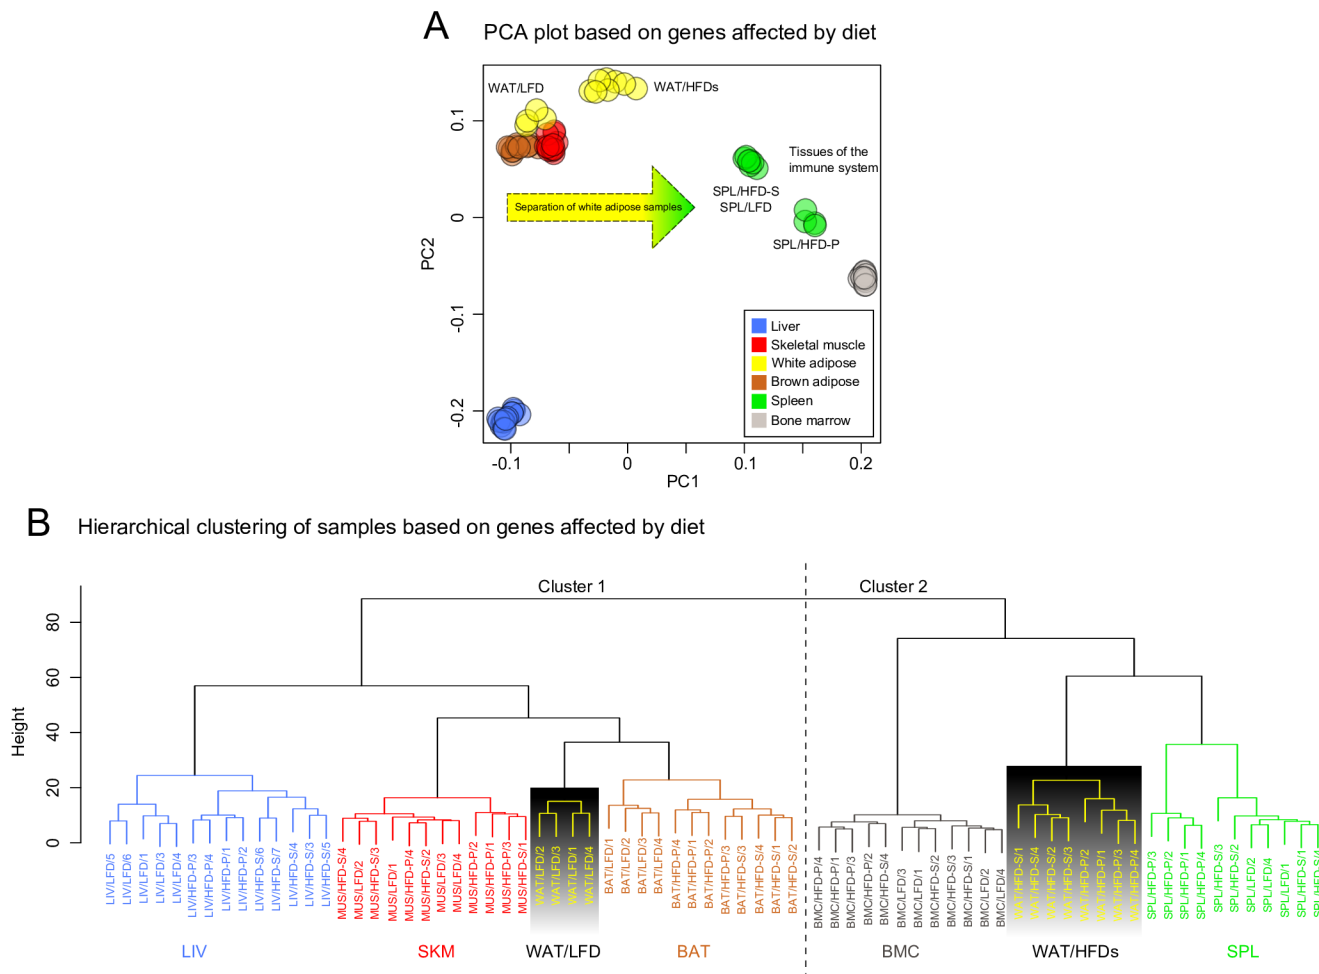 A PCA plot based on genes affected by diet
WAT/LFD
WAT/HFDs
Tissues of the
immune system
SPL/HFD-S
SPL/LFD
SPL/HFD-P
Separation of white adipose samples
PC2
0.1
0
-0.1
-0.2
Liver
Skeletal muscle
White adipose
Brown adipose
Spleen
Bone marrow
-0.1 0 0.1 0.2
PC1
B Hierarchical clustering of samples based on genes affected by diet
Cluster 1 Cluster 2
Height
80
60
40
20
0
LIV/LFD/5
LIV/LFD/6
LIV/LFD/1
LIV/LFD/3
LIV/LFD/4
LIV/HFD-P/3
LIV/HFD-P/4
LIV/HFD-P/1
LIV/HFD-P/2
LIV/HFD-S/6
LIV/HFD-S/7
LIV/HFD-S/4
LIV/HFD-S/3
LIV/HFD-S/5
MUS/HFD-S/4
MUS/LFD/2
MUS/HFD-S/3
MUS/LFD/1
MUS/HFD-P/4
MUS/HFD-S/2
MUS/LFD/3
MUS/LFD/4
MUS/HFD-P/2
MUS/HFD-P/1
MUS/HFD-P/3
MUS/HFD-S/1
WAT/LFD/2
WAT/LFD/3
WAT/LFD/1
WAT/LFD/4
BAT/LFD/1
BAT/LFD/2
BAT/LFD/3
BAT/LFD/4
BAT/HFD-P/4
BAT/HFD-P/1
BAT/HFD-P/2
BAT/HFD-P/3
BAT/HFD-S/3
BAT/HFD-S/4
BAT/HFD-S/1
BAT/HFD-S/2
BMC/HFD-P/4
BMC/HFD-P/1
BMC/HFD-P/3
BMC/HFD-P/2
BMC/HFD-S/4
BMC/LFD/3
BMC/LFD/1
BMC/HFD-S/2
BMC/HFD-S/3
BMC/HFD-S/1
BMC/LFD/2
BMC/LFD/4
WAT/HFD-S/1
WAT/HFD-S/4
WAT/HFD-S/2
WAT/HFD-S/3
WAT/HFD-P/2
WAT/HFD-P/1
WAT/HFD-P/3
WAT/HFD-P/4
SPL/HFD-P/3
SPL/HFD-P/2
SPL/HFD-P/1
SPL/HFD-P/4
SPL/HFD-S/3
SPL/HFD-S/2
SPL/LFD/2
SPL/LFD/4
SPL/LFD/1
SPL/HFD-S/1
LIV SKM WAT/LFD BAT BMC WAT/HFDs SPL